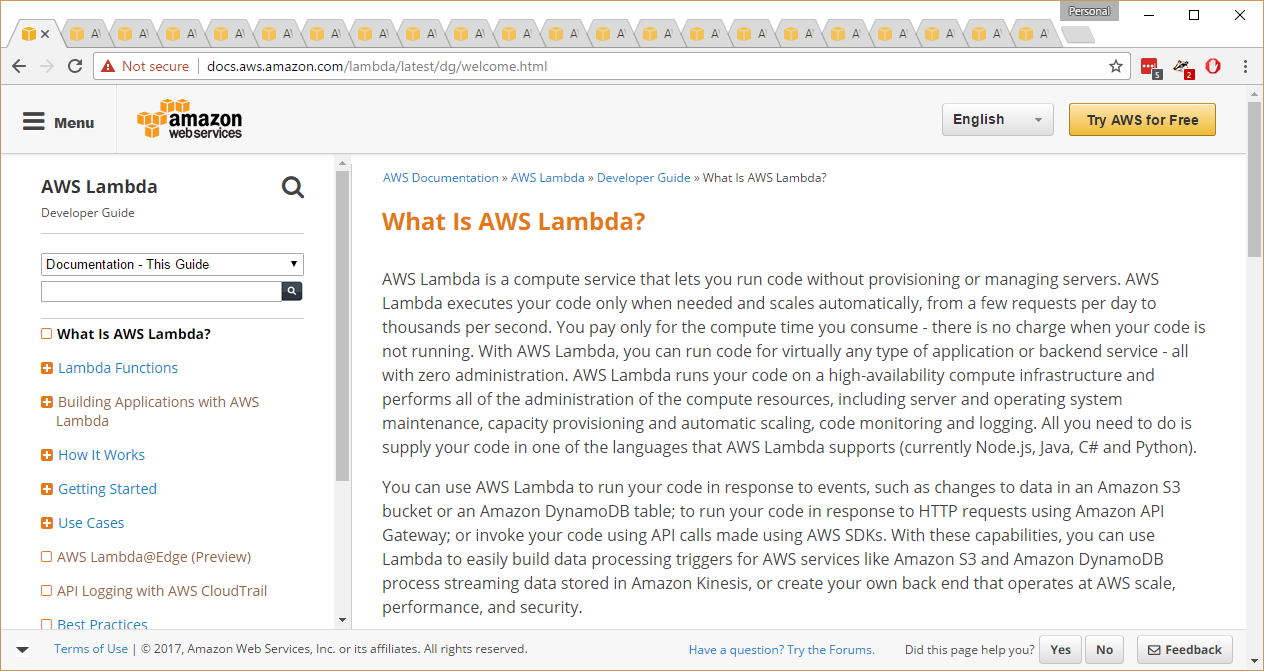 Personal
A\ A\ A\ A\ A\ A\ A\ A\ A\ A\ A\ A\ A\ A\ A\ A\ A\ A\ A\ A\ A\
Not secure docs.aws.amazon.com/lambda/latest/dg/welcome.html 5 2
Menu amazon web services English Try AWS for Free
AWS Lambda
Developer Guide
Documentation - This Guide
What Is AWS Lambda?
Lambda Functions
Building Applications with AWS
Lambda
How It Works
Getting Started
Use Cases
AWS Lambda@Edge (Preview)
API Logging with AWS CloudTrail
Best Practices
AWS Documentation » AWS Lambda » Developer Guide » What Is AWS Lambda?
What Is AWS Lambda?
AWS Lambda is a compute service that lets you run code without provisioning or managing servers. AWS
Lambda executes your code only when needed and scales automatically, from a few requests per day to
thousands per second. You pay only for the compute time you consume - there is no charge when your code is
not running. With AWS Lambda, you can run code for virtually any type of application or backend service - all
with zero administration. AWS Lambda runs your code on a high-availability compute infrastructure and
performs all of the administration of the compute resources, including server and operating system
maintenance, capacity provisioning and automatic scaling, code monitoring and logging. All you need to do is
supply your code in one of the languages that AWS Lambda supports (currently Node.js, Java, C# and Python).
You can use AWS Lambda to run your code in response to events, such as changes to data in an Amazon S3
bucket or an Amazon DynamoDB table; to run your code in response to HTTP requests using Amazon API
Gateway; or invoke your code using API calls made using AWS SDKs. With these capabilities, you can use
Lambda to easily build data processing triggers for AWS services like Amazon S3 and Amazon DynamoDB
process streaming data stored in Amazon Kinesis, or create your own back end that operates at AWS scale,
performance, and security.
Terms of Use | © 2017, Amazon Web Services, Inc. or its affiliates. All rights reserved. Have a question? Try the Forums. Did this page help you? Yes No Feedback